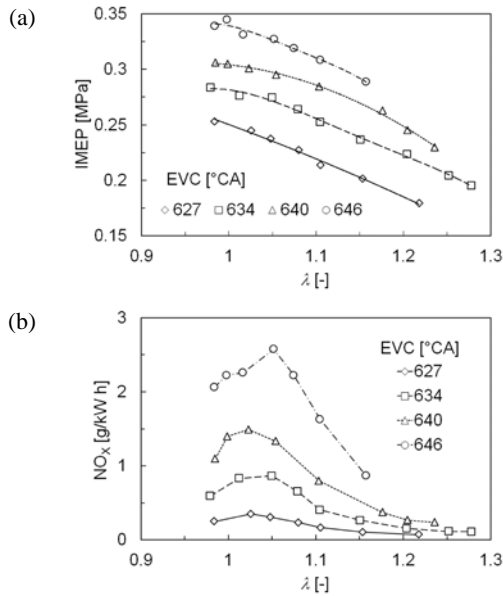 (a)
IMEP [MPa]
0.35
0.3
0.25
0.2
0.15
EVC [°CA]
627 634 640 646
0.9 1 1.1 1.2 1.3
λ [-]
(b)
NOX [g/kW h]
3
2
1
0
EVC [°CA]
627
634
640
646
0.9 1 1.1 1.2 1.3
λ [-]